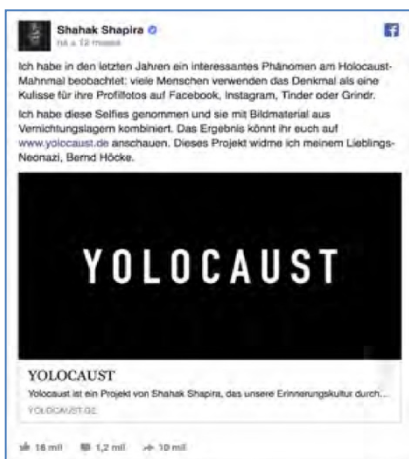 Shahak Shapira
há a 12 meses
Ich habe in den letzten Jahren ein interessantes Phänomen am Holocaust-
Mahnmal beobachtet: viele Menschen verwenden das Denkmal als eine
Kulisse für ihre Profilfotos auf Facebook, Instagram, Tinder oder Grindr.
Ich habe diese Selfies genommen und sie mit Bildmaterial aus
Vernichtungslagern kombiniert. Das Ergebnis könnt ihr euch auf
www.yolocaust.de anschauen. Dieses Projekt widme ich meinem Lieblings-
Neonazi, Bernd Höcke.
YOLOCAUST
YOLOCAUST
Yolocaust ist ein Projekt von Shahak Shapira, das unsere Erinnerungskultur durch...
YOLOCAUST.DE
16 mil 1,2 mil 10 mil